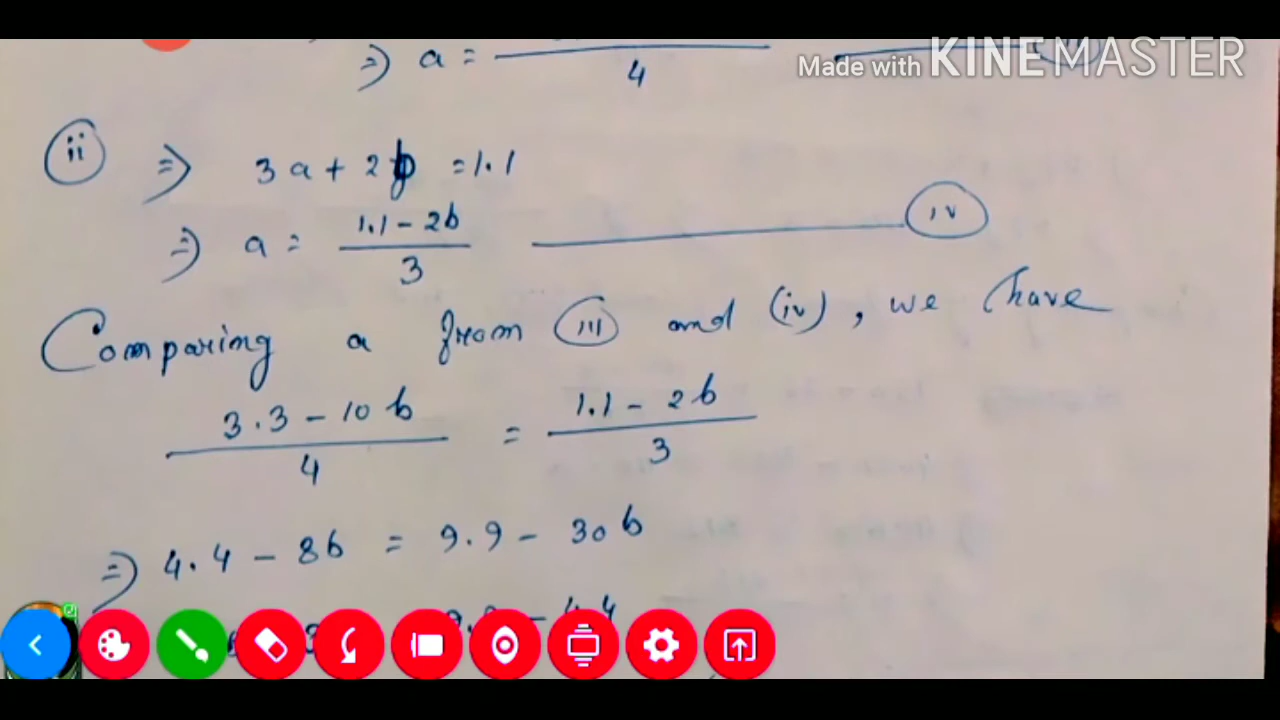 Made with KINEMASTER
⇒ a = ———
4
ii ⇒ 3a + 2b = 1.1
⇒ a = (1.1 - 2b)/3 ——— iv
Comparing a from iii and (iv), we have
(3.3 - 10b)/4 = (1.1 - 2b)/3
⇒ 4.4 - 8b = 9.9 - 30b